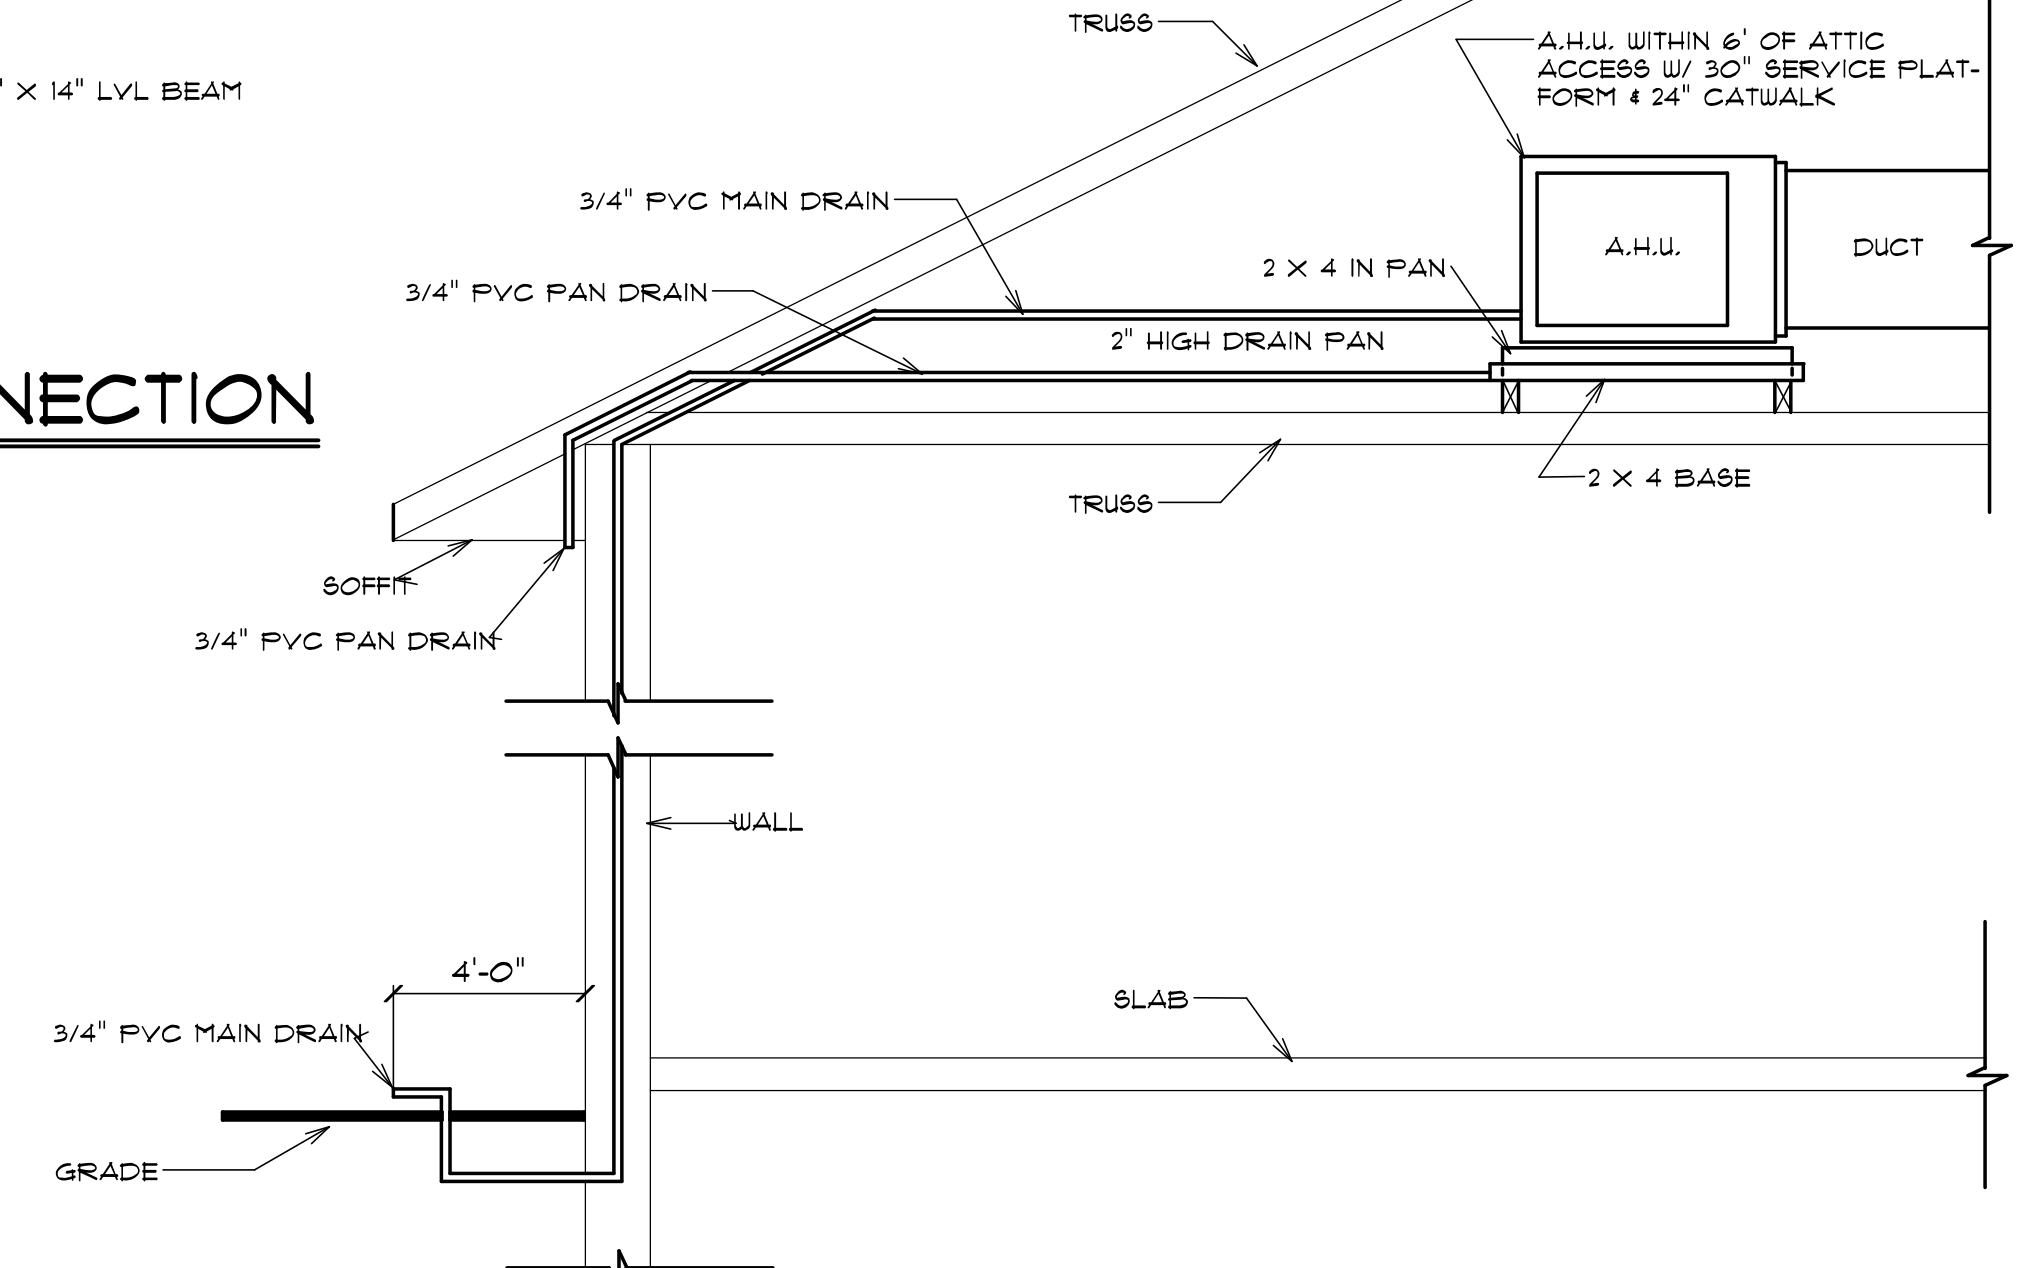 TRUSS
A.H.U. WITHIN 6' OF ATTIC
ACCESS W/ 30" SERVICE PLAT-
FORM & 24" CATWALK
" X 14" LVL BEAM
3/4" PVC MAIN DRAIN
A.H.U.
DUCT
2 X 4 IN PAN
3/4" PVC PAN DRAIN
2" HIGH DRAIN PAN
NECTION
2 X 4 BASE
TRUSS
SOFFIT
3/4" PVC PAN DRAIN
WALL
4'-0"
SLAB
3/4" PVC MAIN DRAIN
GRADE